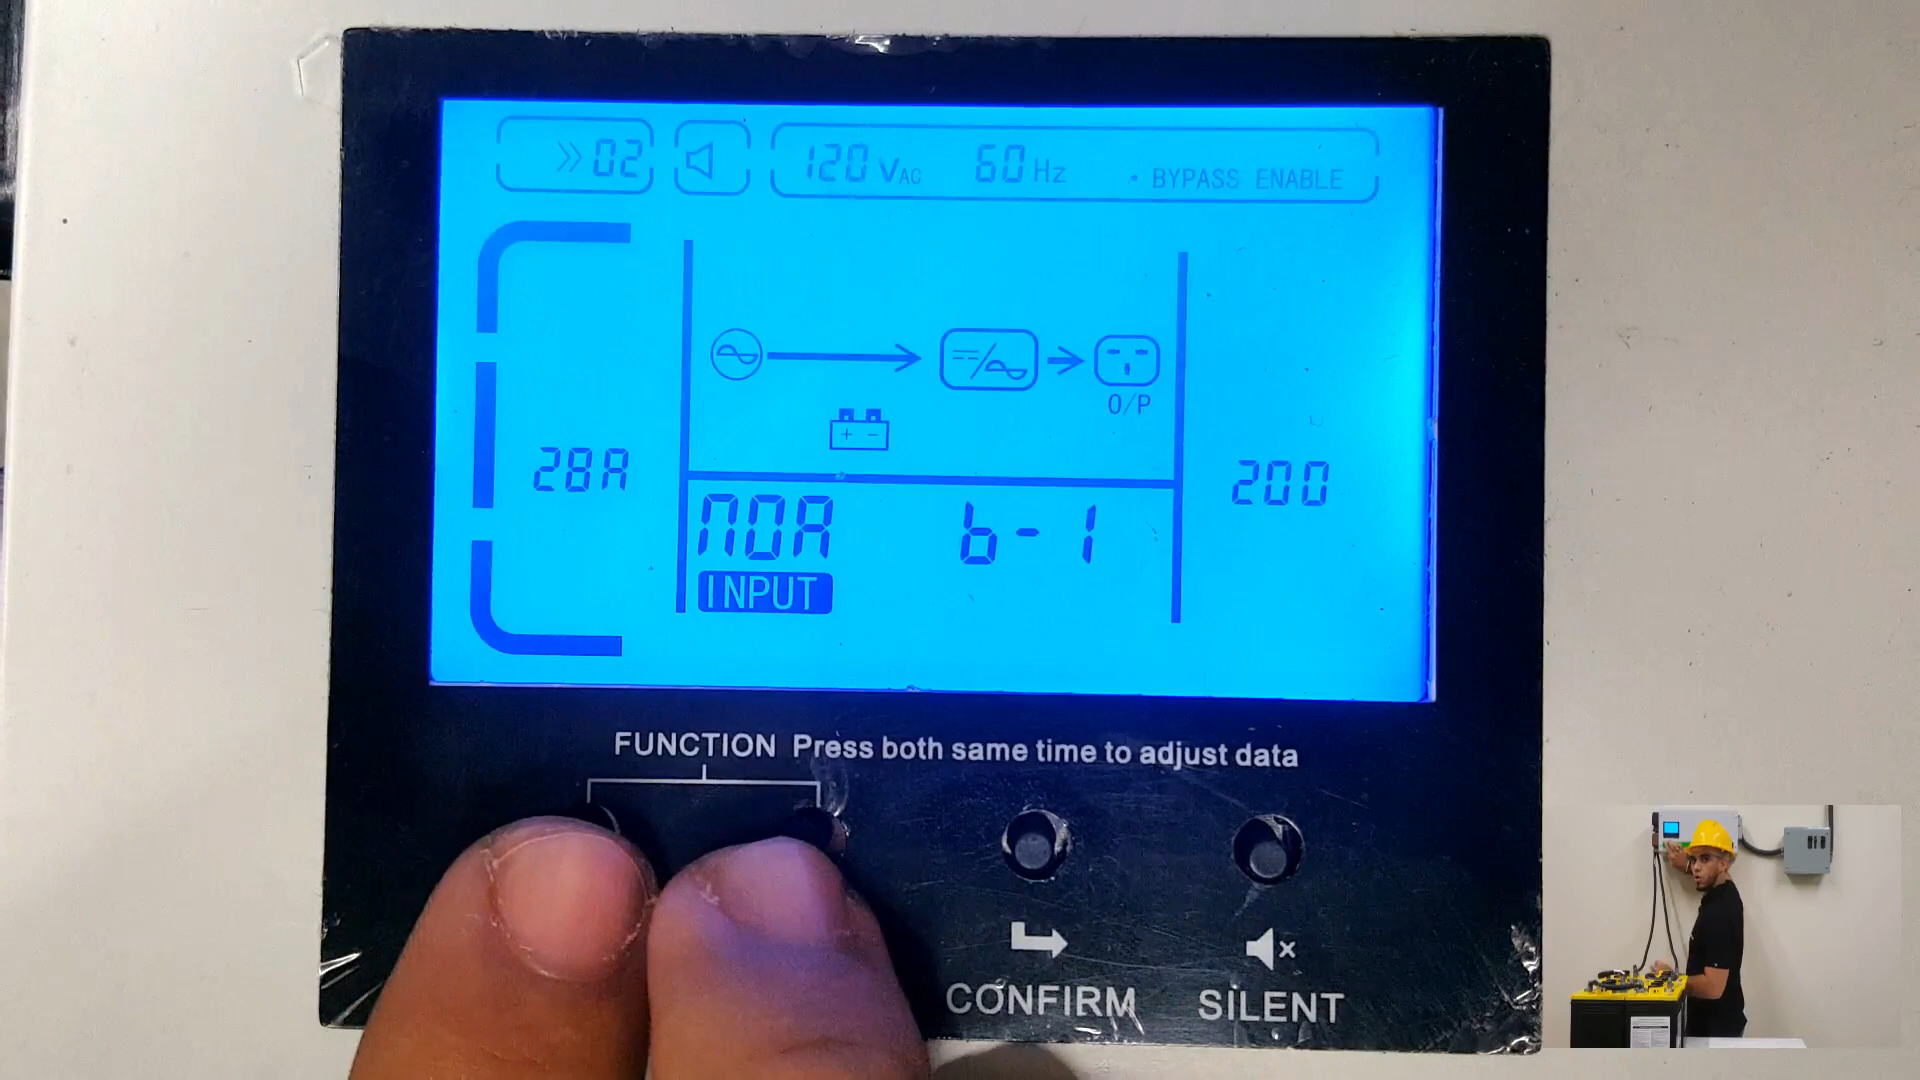 »02 120 VAC 60 Hz • BYPASS ENABLE
O/P
+ -
28A 200
NOA b-1
INPUT
FUNCTION Press both same time to adjust data
CONFIRM SILENT